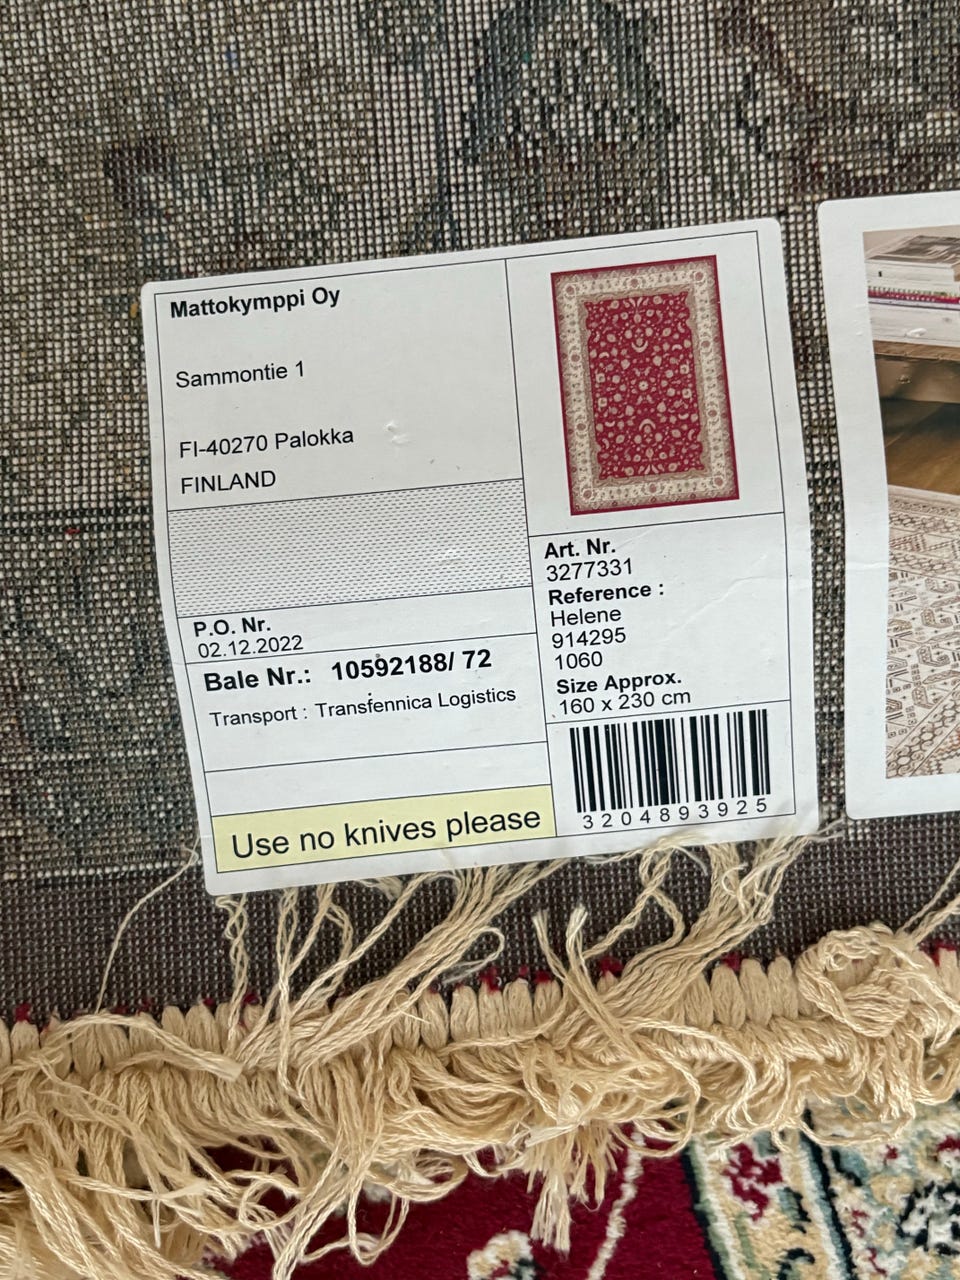 Mattokymppi Oy
Sammontie 1
FI-40270 Palokka
FINLAND
P.O. Nr.
02.12.2022
Bale Nr.: 10592188/ 72
Transport : Transfennica Logistics
Use no knives please
Art. Nr.
3277331
Reference :
Helene
914295
1060
Size Approx.
160 x 230 cm
3204893925